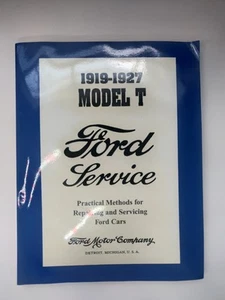 1919-1927
MODEL T
Ford
Service
Practical Methods for
Repairing and Servicing
Ford Cars
Ford Motor Company
DETROIT, MICHIGAN, U.S.A.